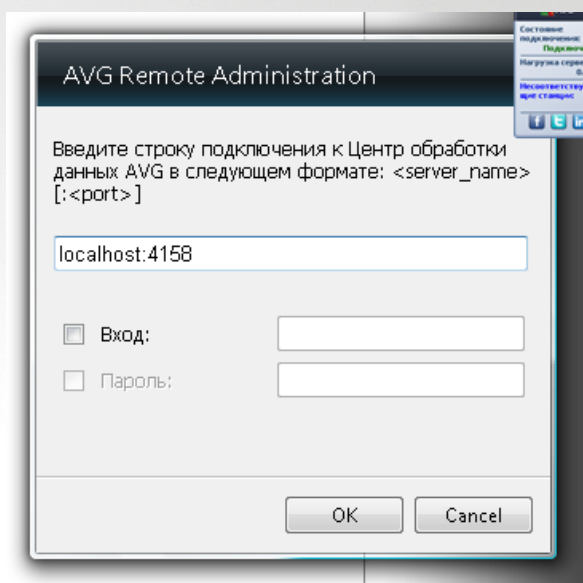 AVG Remote Administration
Состояние
подключения:
Нагрузка
Введите строку подключения к Центр обработки
данных AVG в следующем формате: <server_name>
[:<port>]
localhost:4158
Вход:
Пароль:
OK
Cancel